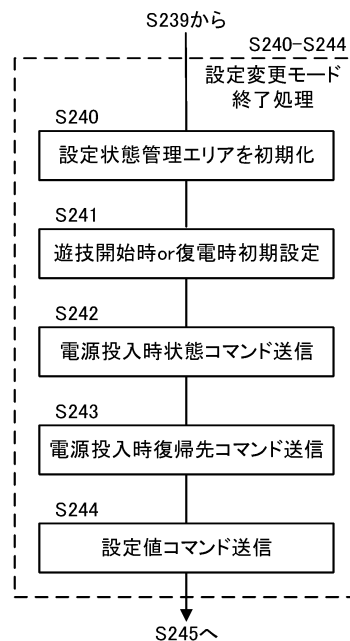 S239から
S240-S244
設定変更モード
終了処理
S240
設定状態管理エリアを初期化
S241
遊技開始時or復電時初期設定
S242
電源投入時状態コマンド送信
S243
電源投入時復帰先コマンド送信
S244
設定値コマンド送信
S245へ